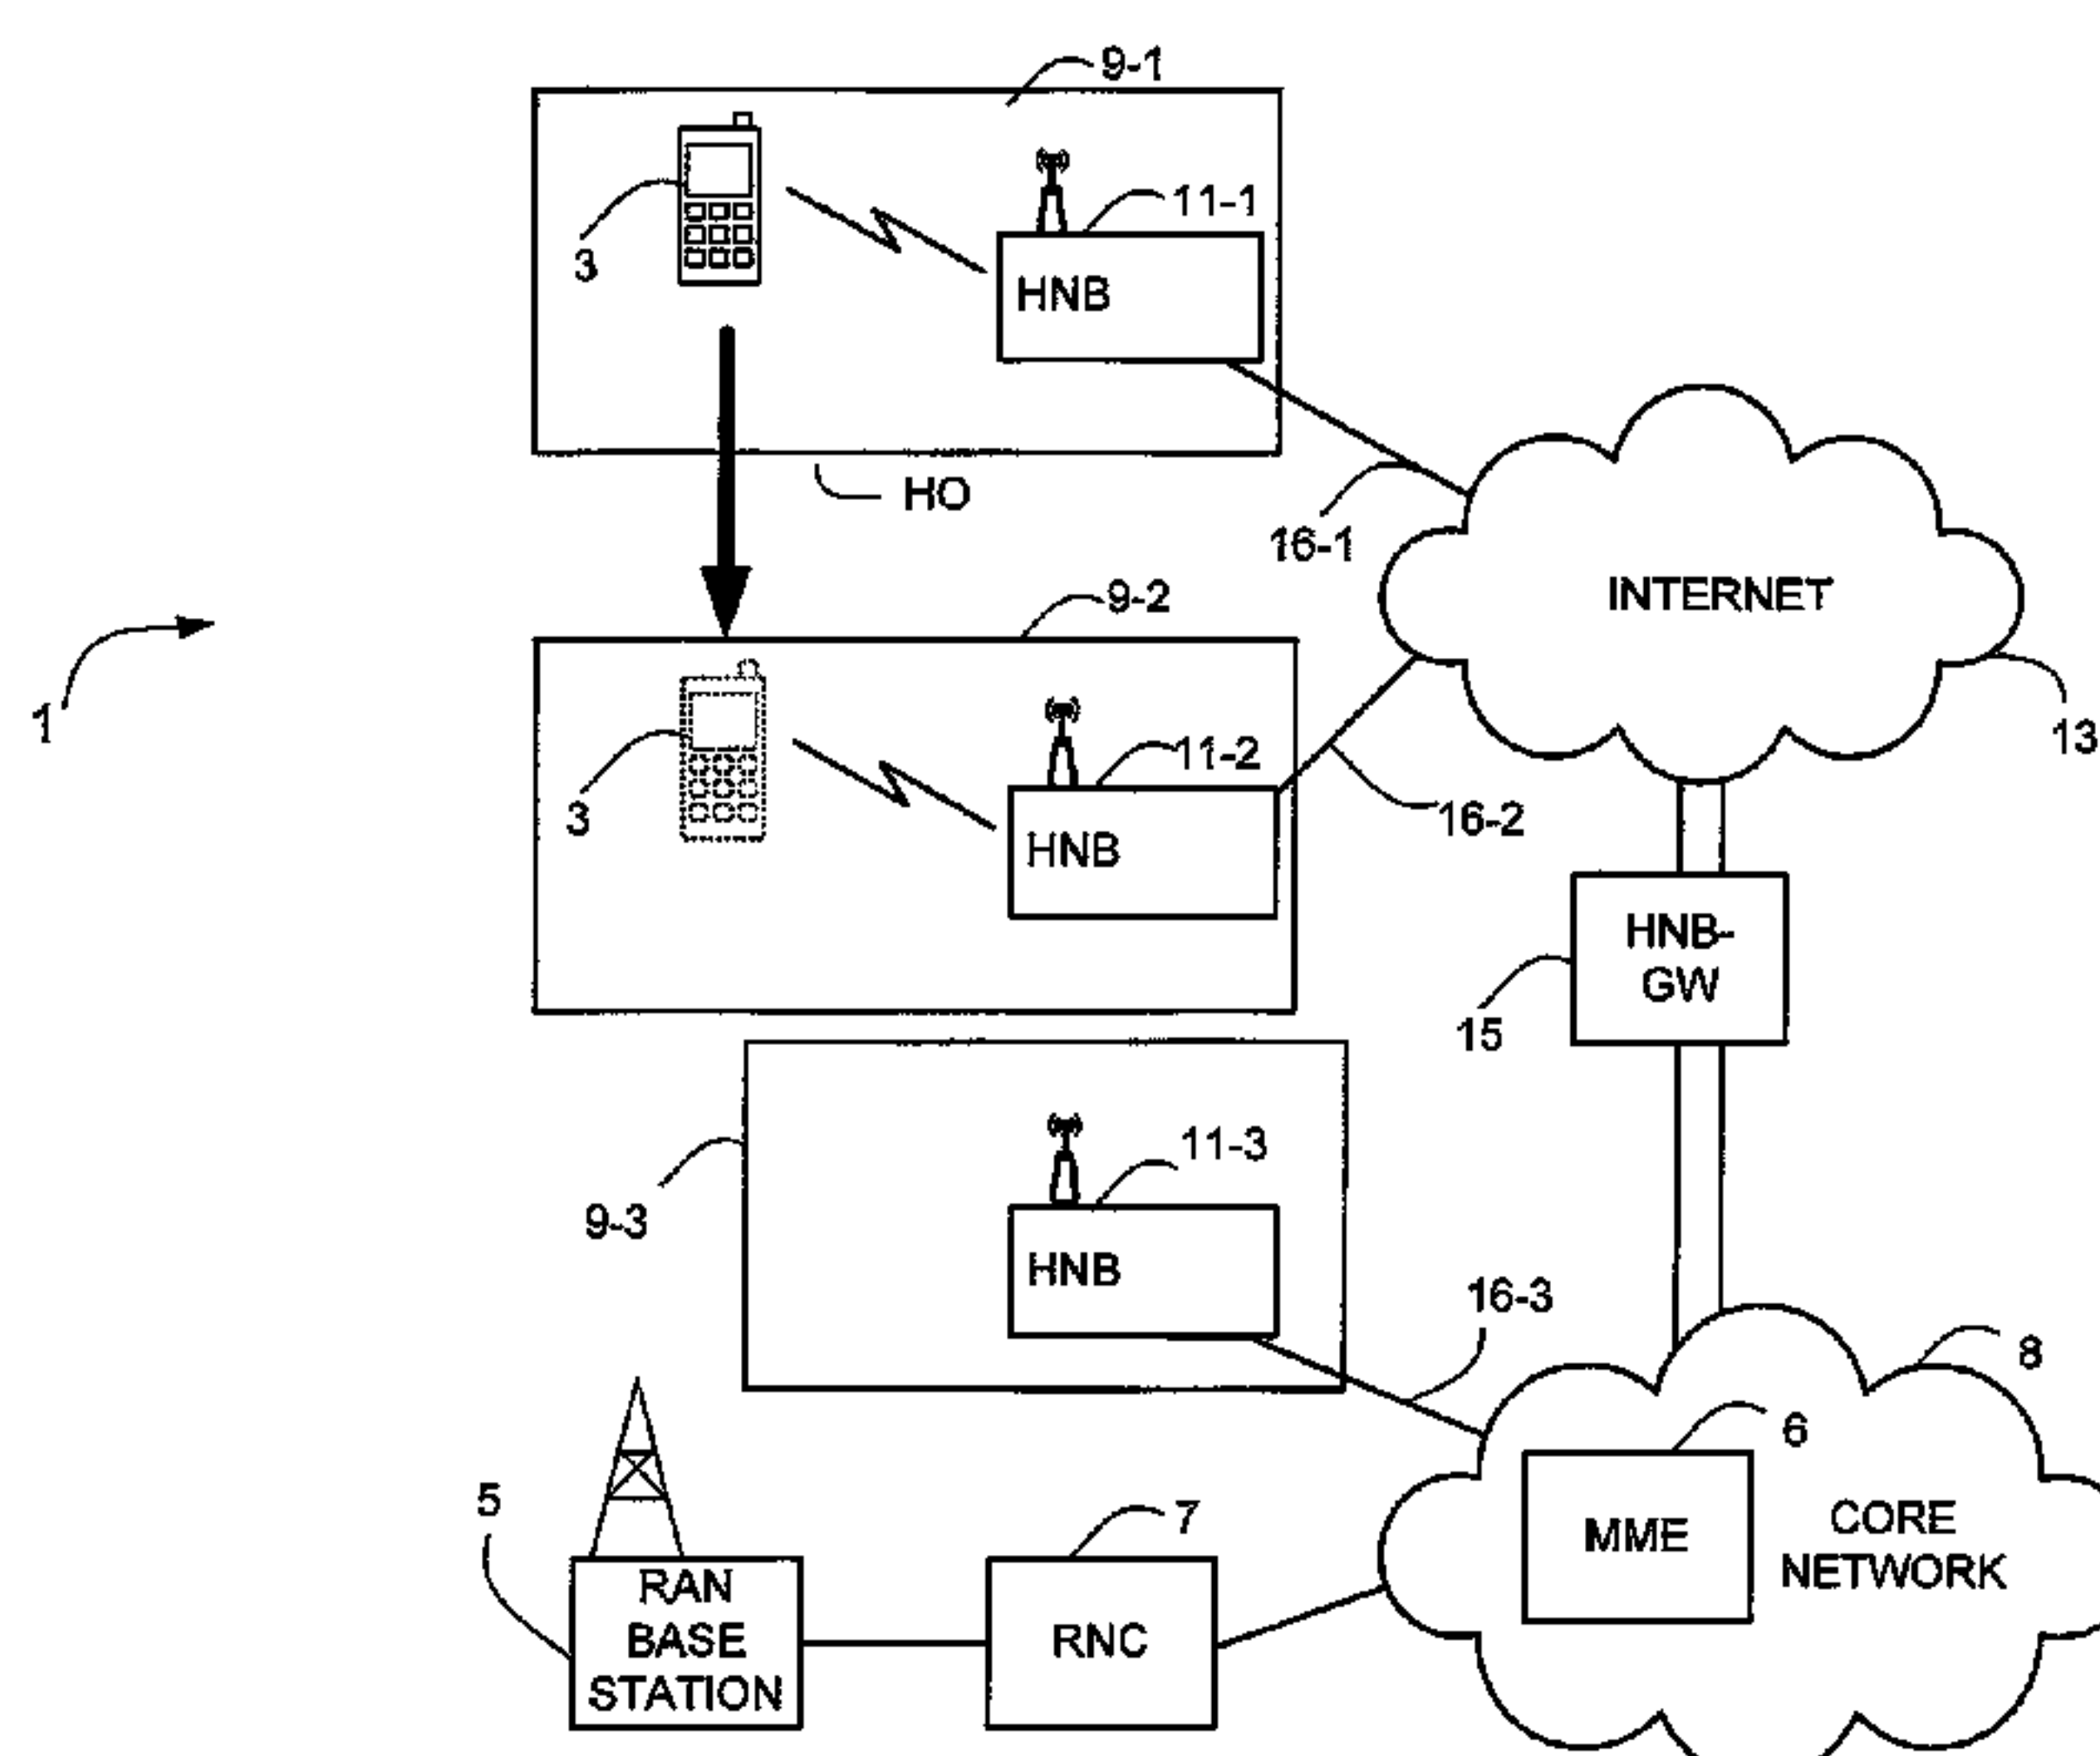 9-1
11-1
3
HNB
HO
16-1
INTERNET
9-2
1
13
11-2
3
16-2
HNB
HNB-
GW
15
11-3
9-3
HNB
16-3
8
6
5
7
MME
CORE
NETWORK
RAN
BASE
STATION
RNC